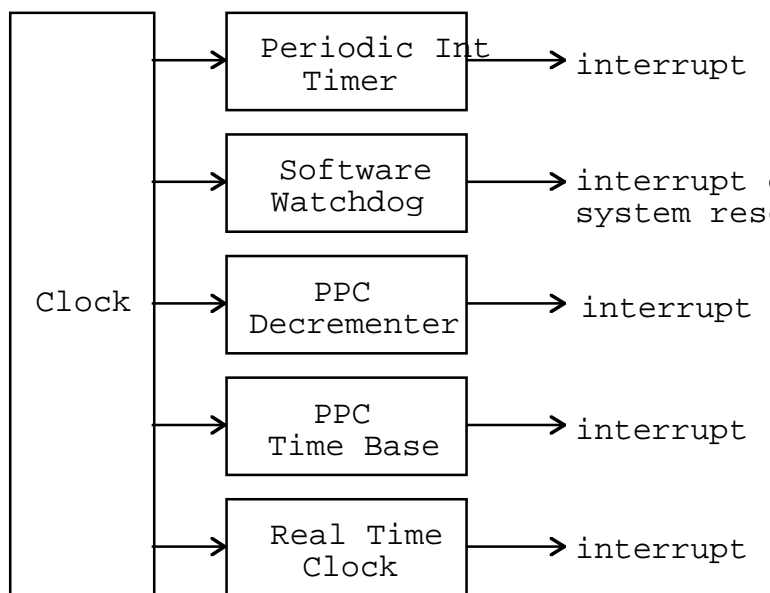 Periodic Int
Timer
interrupt
Software
Watchdog
interrupt
system
Clock
PPC
Decrementer
interrupt
PPC
Time Base
interrupt
Real Time
Clock
interrupt